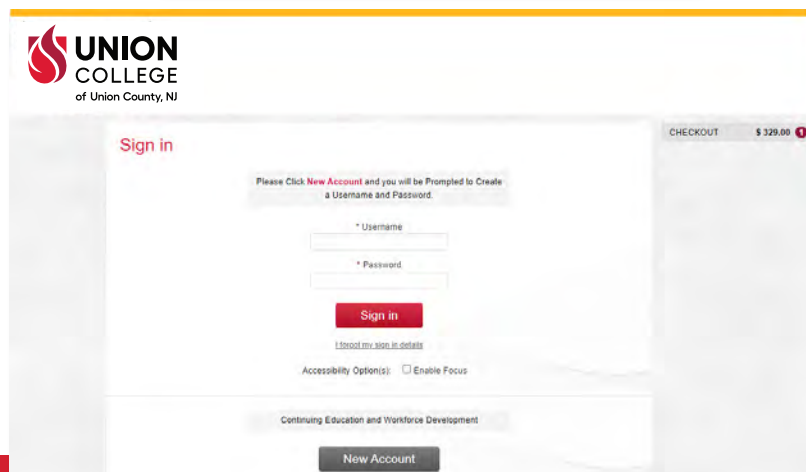 UNION
COLLEGE
of Union County, NJ
CHECKOUT $ 329.00 1
Sign in
Please Click New Account and you will be Prompted to Create
a Username and Password.
* Username
* Password
Sign in
I forgot my sign in details
Accessibility Option(s): Enable Focus
Continuing Education and Workforce Development
New Account